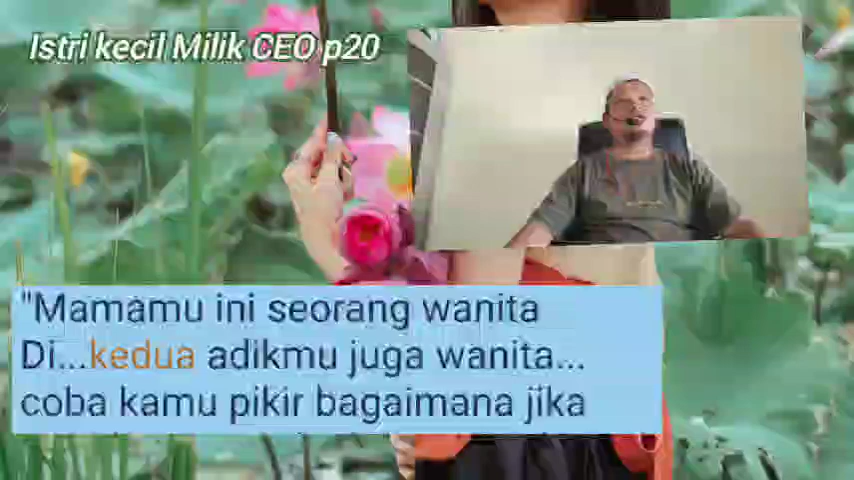 Istri kecil Milik CEO p20
"Mamamu ini seorang wanita
Di...kedua adikmu juga wanita...
coba kamu pikir bagaimana jika